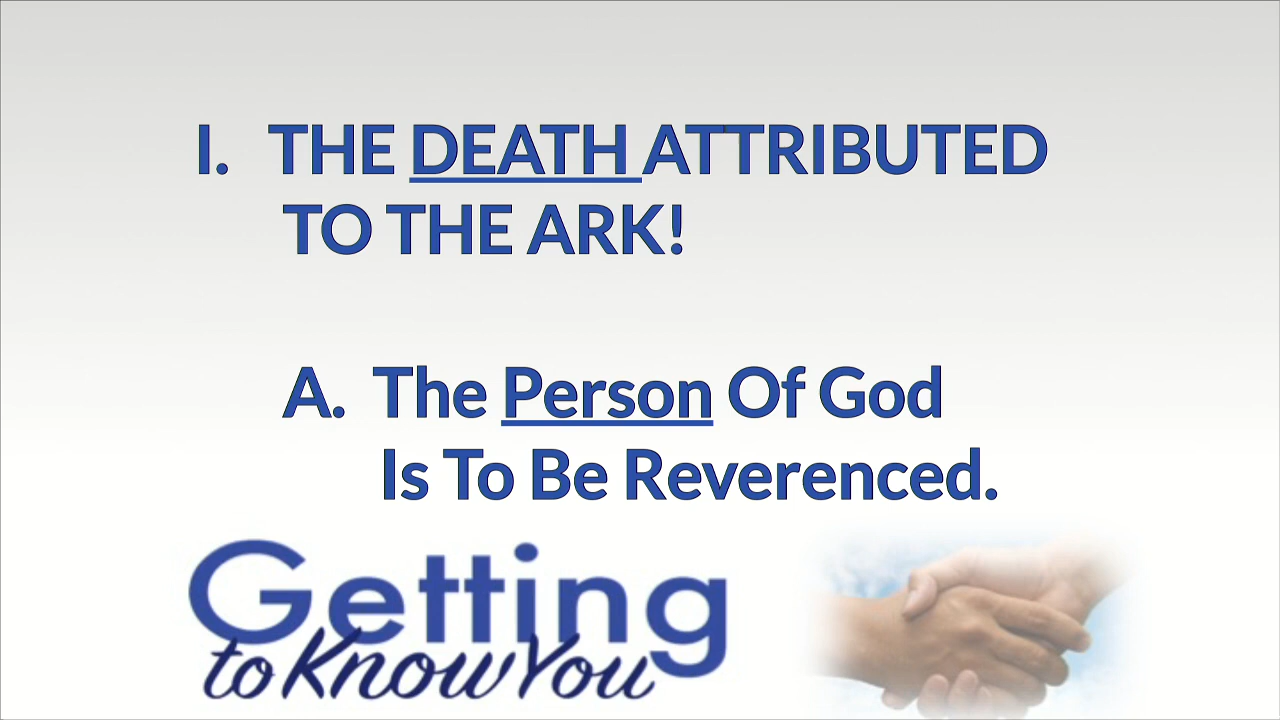 I. THE DEATH ATTRIBUTED
TO THE ARK!
A. The Person Of God
Is To Be Reverenced.
Getting
to Know You